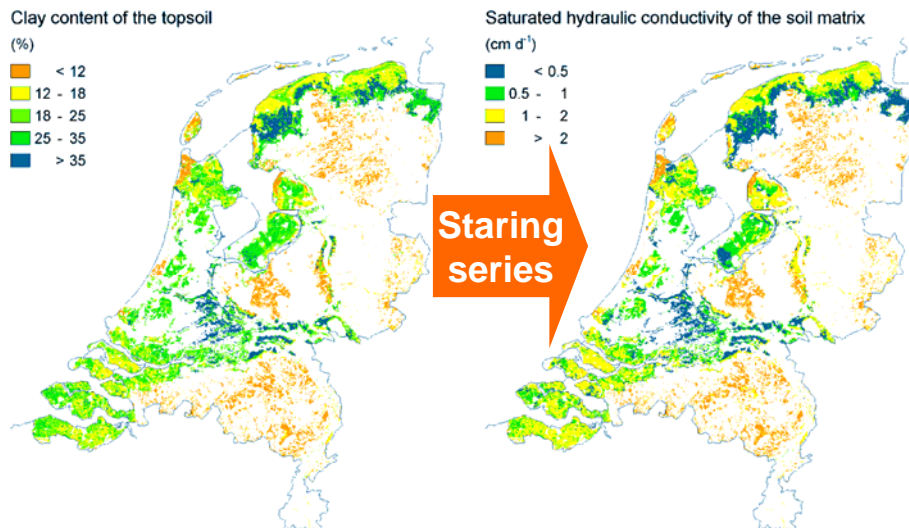 Clay content of the topsoil
(%)
< 12
12 - 18
18 - 25
25 - 35
> 35
Staring
series
Saturated hydraulic conductivity of the soil matrix
(cm d⁻¹)
< 0.5
0.5 - 1
1 - 2
> 2